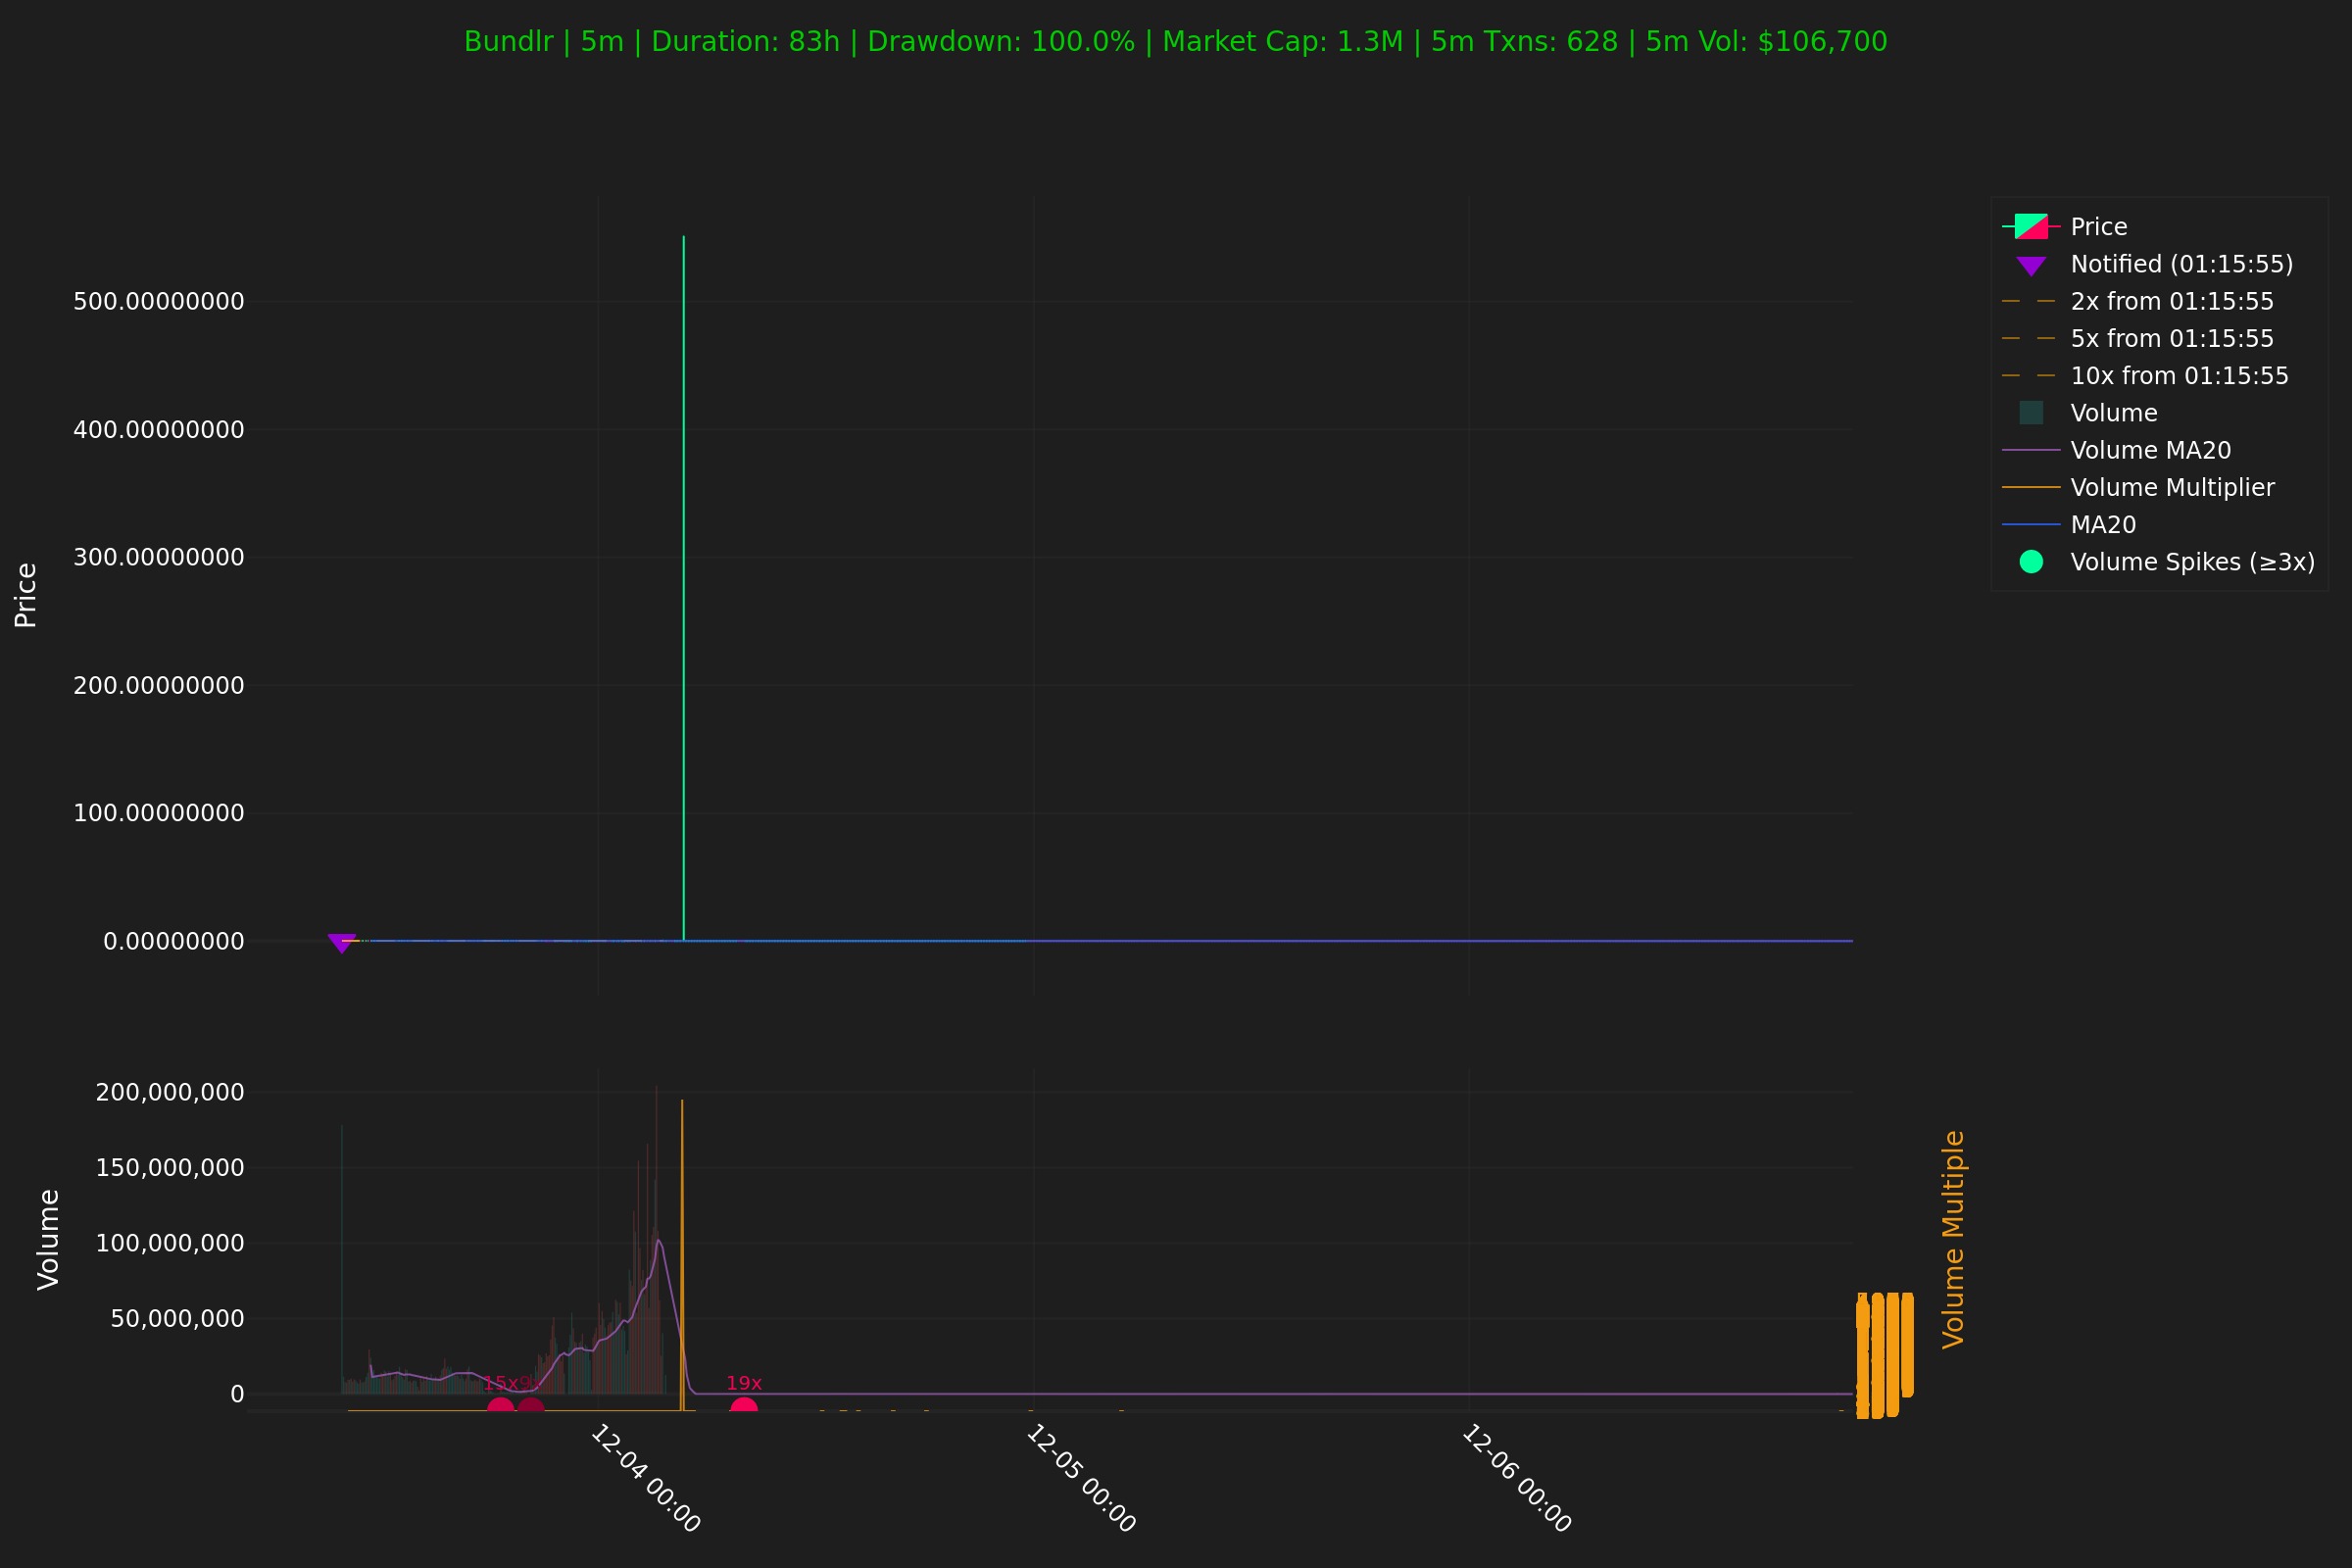 Bundlr | 5m | Duration: 83h | Drawdown: 100.0% | Market Cap: 1.3M | 5m Txns: 628 | 5m Vol: $106,700
Price
500.00000000
400.00000000
300.00000000
200.00000000
100.00000000
0.00000000
Price
Notified (01:15:55)
2x from 01:15:55
5x from 01:15:55
10x from 01:15:55
Volume
Volume MA20
Volume Multiplier
MA20
Volume Spikes (≥3x)
Volume
200,000,000
150,000,000
100,000,000
50,000,000
0
15x
19x
Volume Multiple
12-04 00:00
12-05 00:00
12-06 00:00